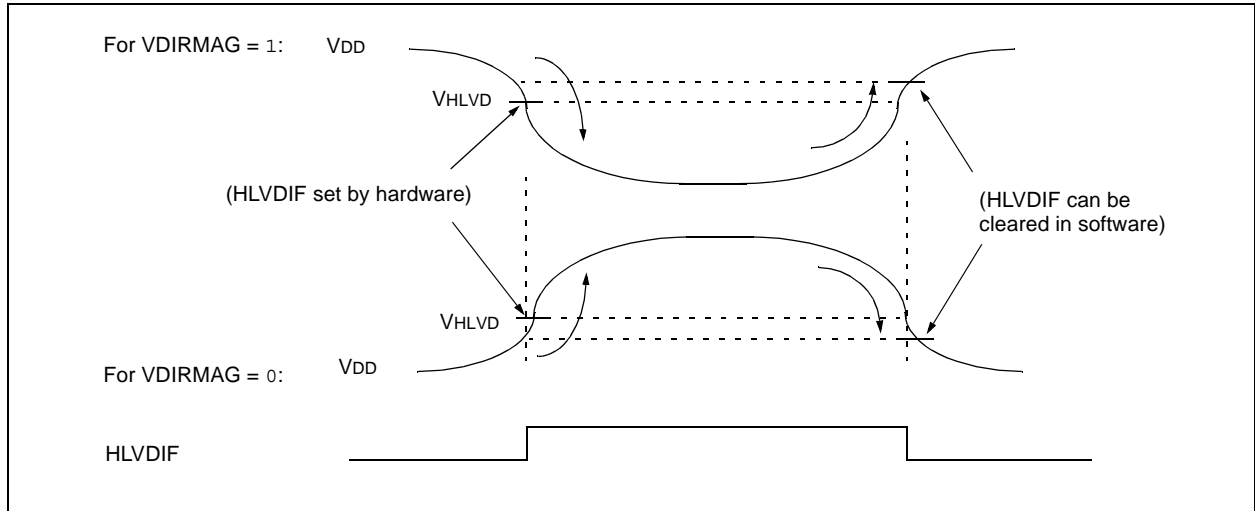 For VDIRMAG = 1: VDD
VHLVD
(HLVDIF set by hardware)
(HLVDIF can be
cleared in software)
VHLVD
For VDIRMAG = 0: VDD
HLVDIF